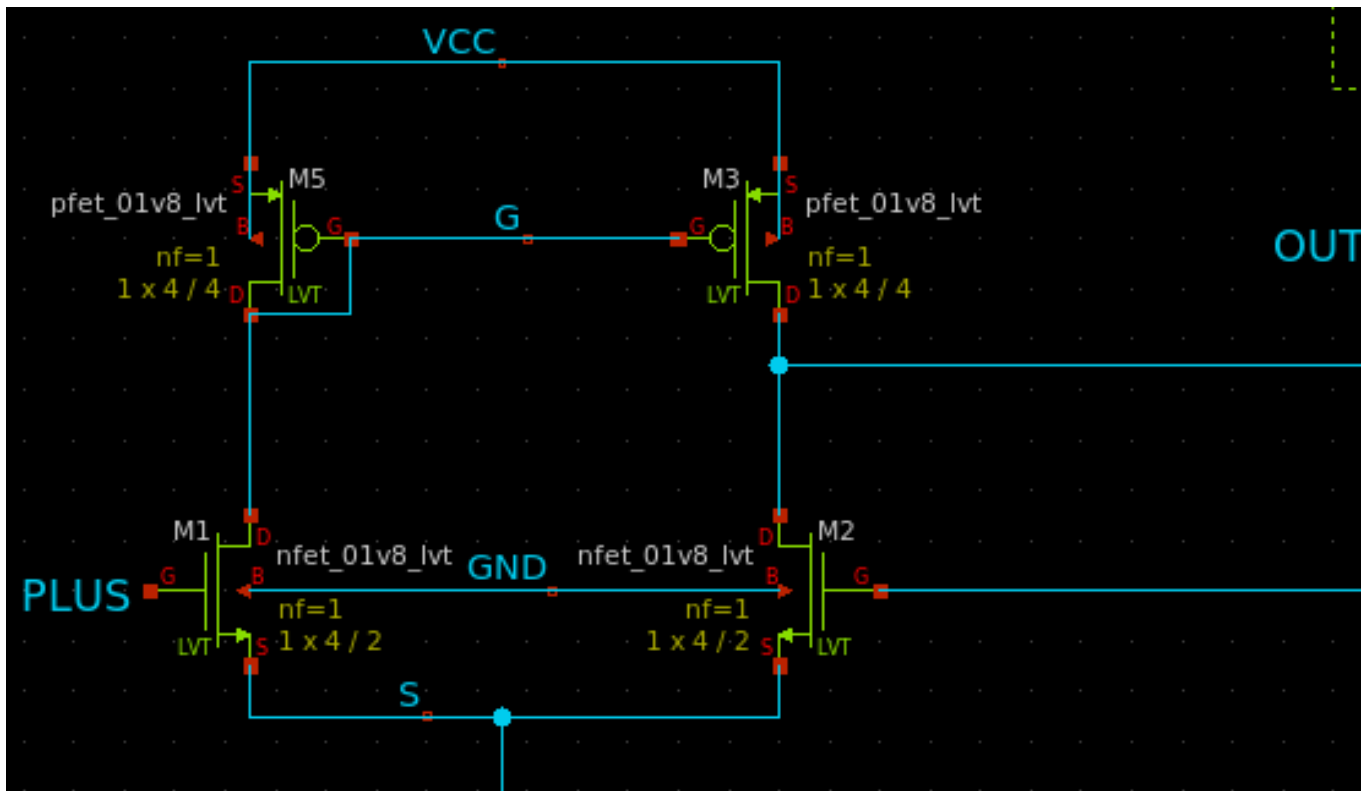 VCC
M5
M3
S
S
pfet_01v8_lvt
pfet_01v8_lvt
B
G
G
G
B
OUT
nf=1
nf=1
1 x 4 / 4
D
LVT
LVT
D
1 x 4 / 4
M1
M2
D
D
nfet_01v8_lvt
nfet_01v8_lvt
PLUS
G
B
GND
B
G
nf=1
nf=1
LVT
S
1 x 4 / 2
1 x 4 / 2
S
LVT
S